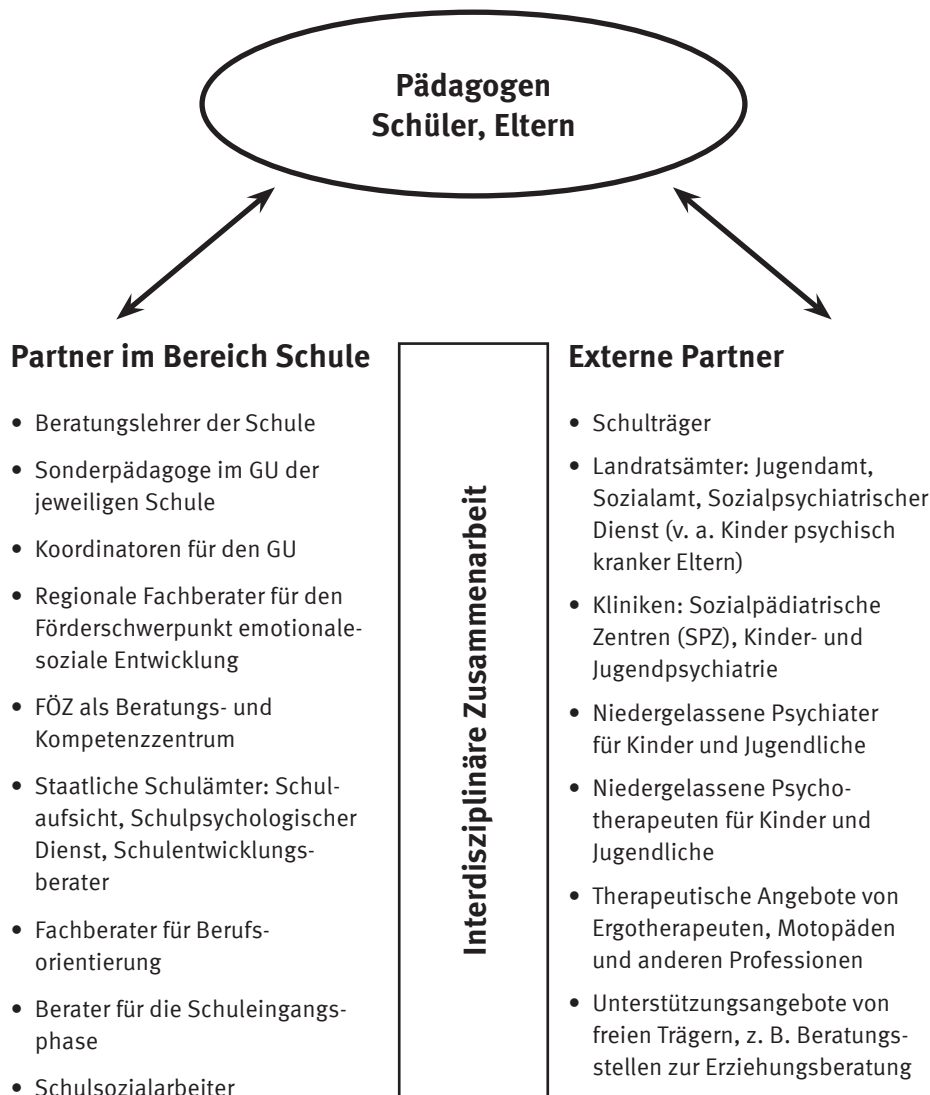 Pädagogen
Schüler, Eltern
Partner im Bereich Schule
• Beratungslehrer der Schule
• Sonderpädagoge im GU der
jeweiligen Schule
• Koordinatoren für den GU
• Regionale Fachberater für den
Förderschwerpunkt emotionale-
soziale Entwicklung
• FÖZ als Beratungs- und
Kompetenzzentrum
• Staatliche Schulämter: Schul-
aufsicht, Schulpsychologischer
Dienst, Schulentwicklungs-
berater
• Fachberater für Berufs-
orientierung
• Berater für die Schuleingangs-
phase
• Schulsozialarbeiter
Interdisziplinäre Zusammenarbeit
Externe Partner
• Schulträger
• Landratsämter: Jugendamt,
Sozialamt, Sozialpsychiatrischer
Dienst (v. a. Kinder psychisch
kranker Eltern)
• Kliniken: Sozialpädiatrische
Zentren (SPZ), Kinder- und
Jugendpsychiatrie
• Niedergelassene Psychiater
für Kinder und Jugendliche
• Niedergelassene Psycho-
therapeuten für Kinder und
Jugendliche
• Therapeutische Angebote von
Ergotherapeuten, Motopäden
und anderen Professionen
• Unterstützungsangebote von
freien Trägern, z. B. Beratungs-
stellen zur Erziehungsberatung